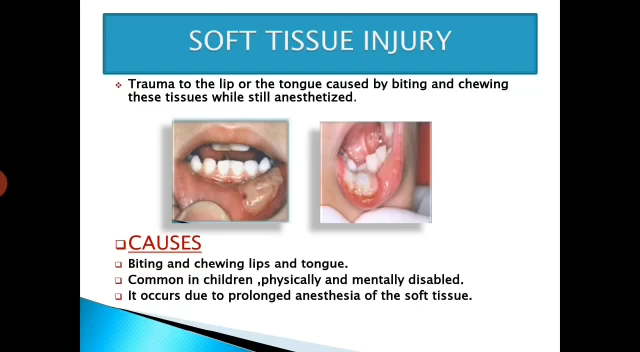 SOFT TISSUE INJURY
Trauma to the lip or the tongue caused by biting and chewing
these tissues while still anesthetized.
CAUSES
Biting and chewing lips and tongue.
Common in children ,physically and mentally disabled.
It occurs due to prolonged anesthesia of the soft tissue.